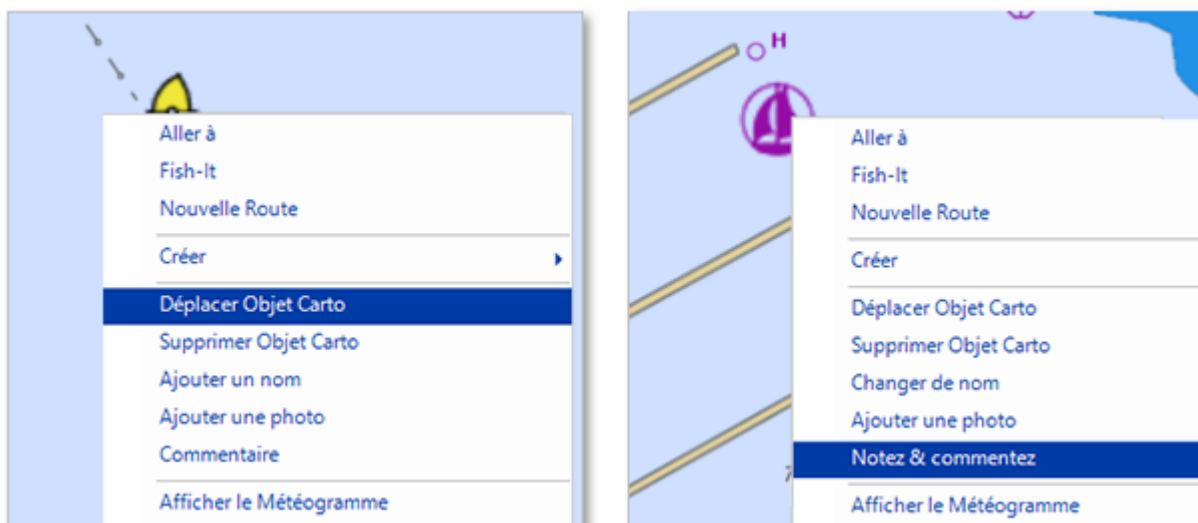 Aller à
Fish-It
Nouvelle Route
Créer
Déplacer Objet Carto
Supprimer Objet Carto
Ajouter un nom
Ajouter une photo
Commentaire
Afficher le Météogramme
H
Aller à
Fish-It
Nouvelle Route
Créer
Déplacer Objet Carto
Supprimer Objet Carto
Changer de nom
Ajouter une photo
7
Notez & commentez
Afficher le Météogramme